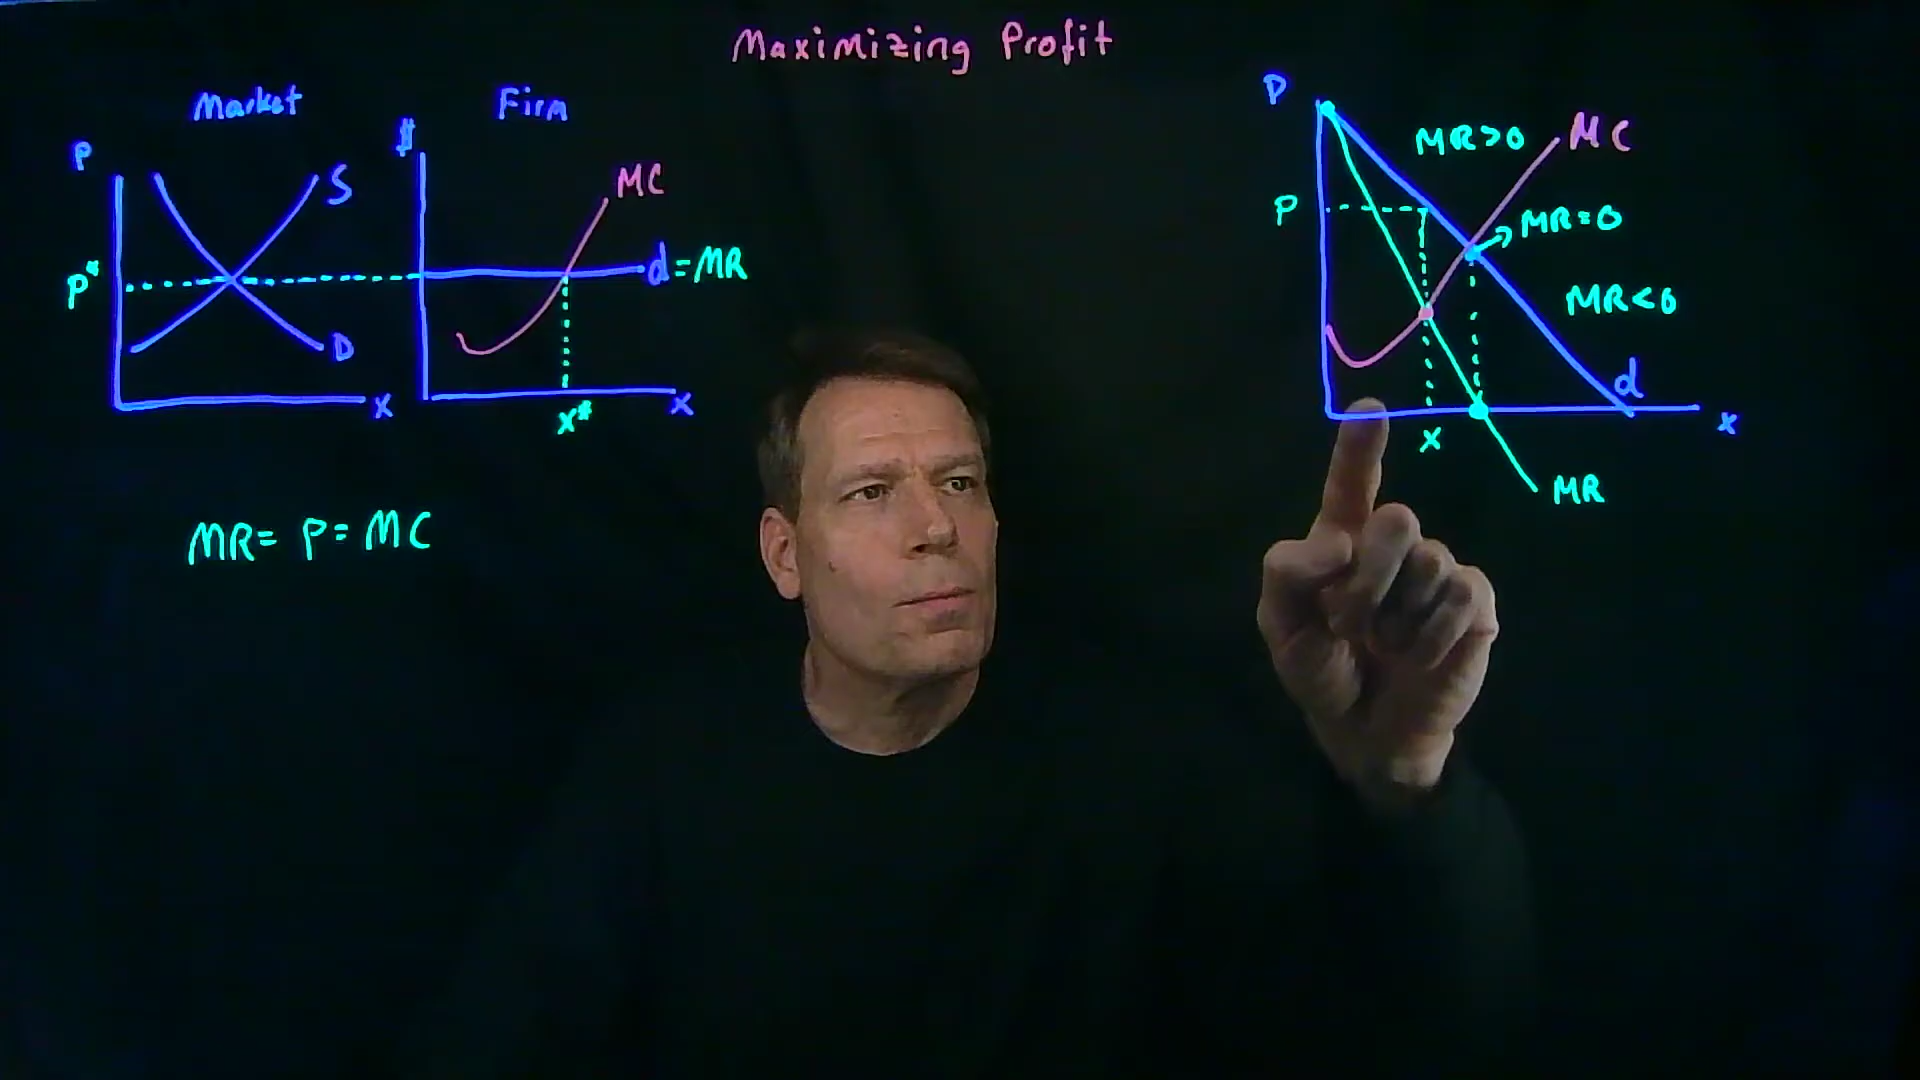 Maximizing Profit
Market
P
S
P*
D
X
Firm
$
MC
d = MR
X*
X
MR = P = MC
P
MR > 0
MC
P
MR = 0
MR < 0
d
X
X
MR